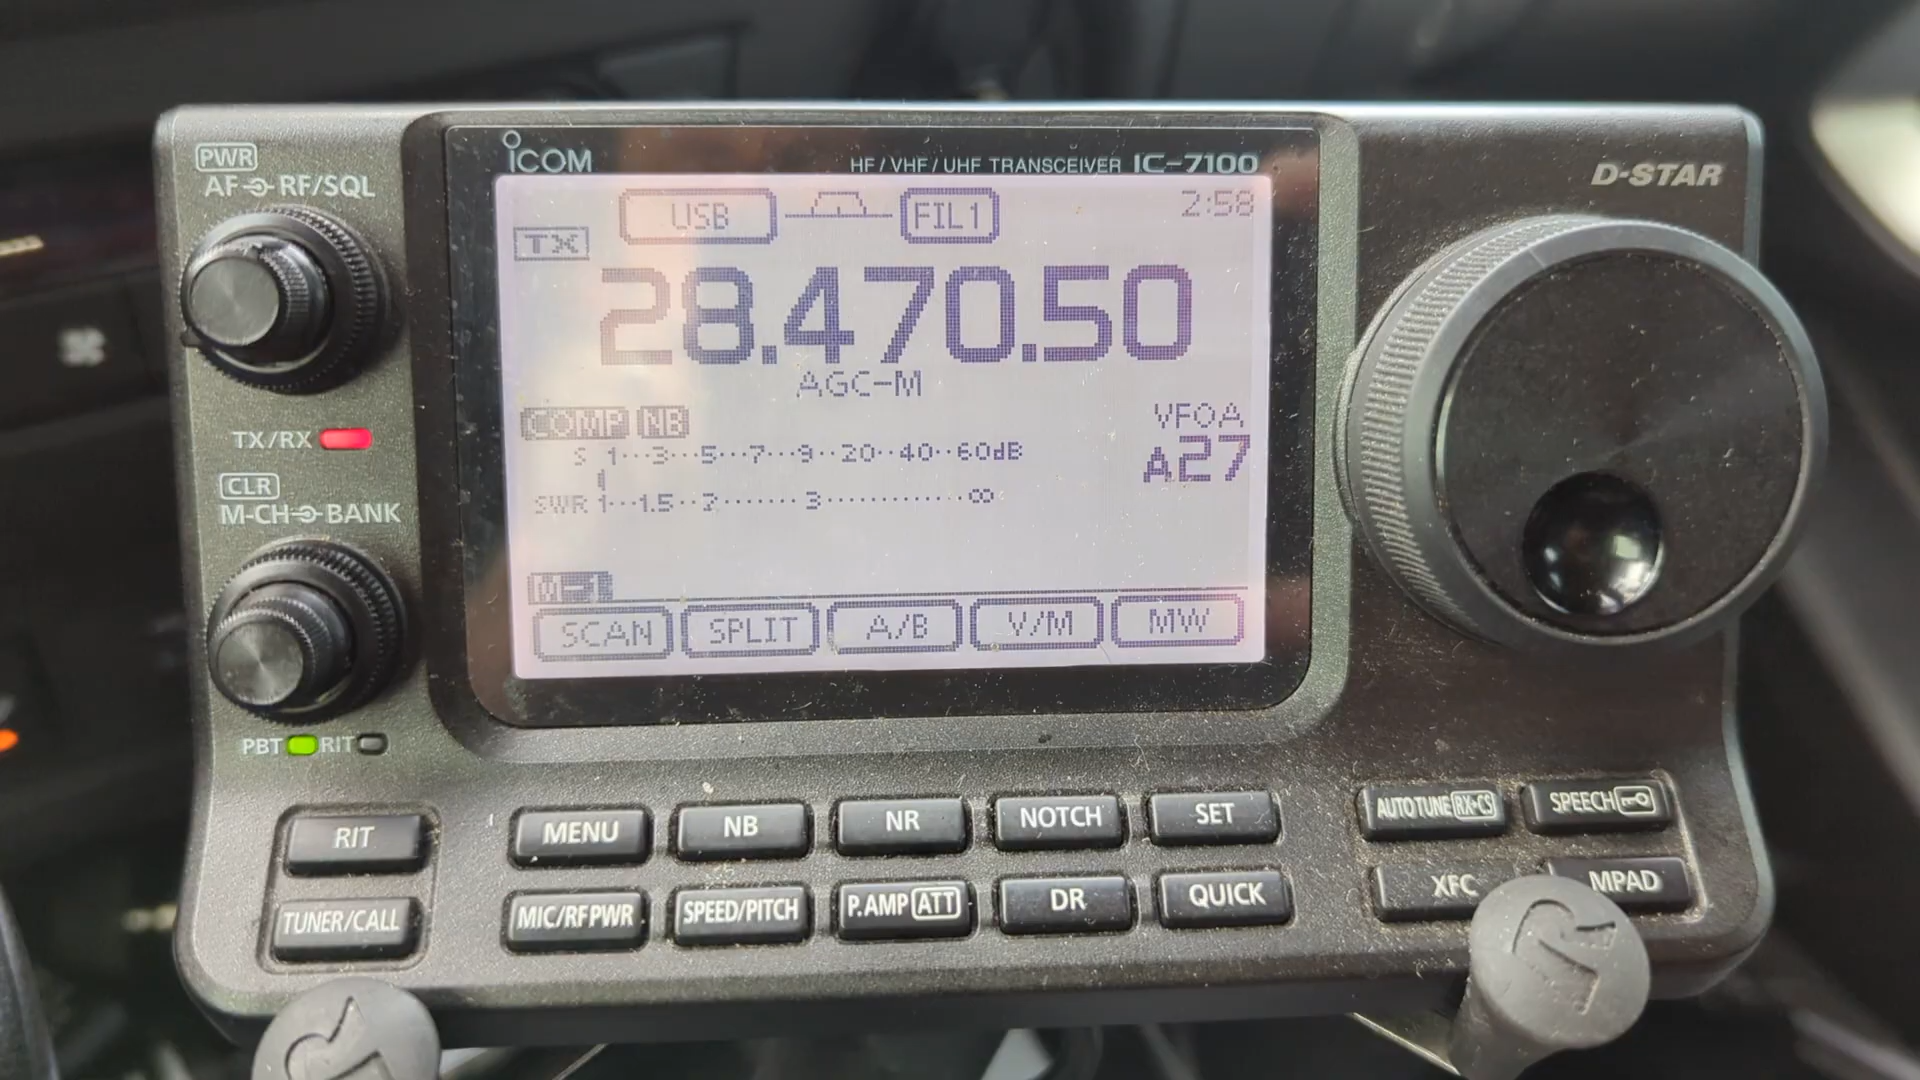 ICOM
HF/VHF/UHF TRANSCEIVER IC-7100
D-STAR
PWR
AF RF/SQL
USB
FIL1
2:58
TX
28.470.50
AGC-M
COMP NB
VFOA
A27
S 1···3···5···7···9··20··40··60dB
SWR 1···1.5··2·······3···········∞
TX/RX
CLR
M-CH BANK
M-1
SCAN SPLIT A/B V/M MW
PBT RIT
RIT
MENU NB NR NOTCH SET
AUTOTUNE RX→CS SPEECH
TUNER/CALL
MIC/RF PWR SPEED/PITCH P.AMP ATT DR QUICK
XFC MPAD